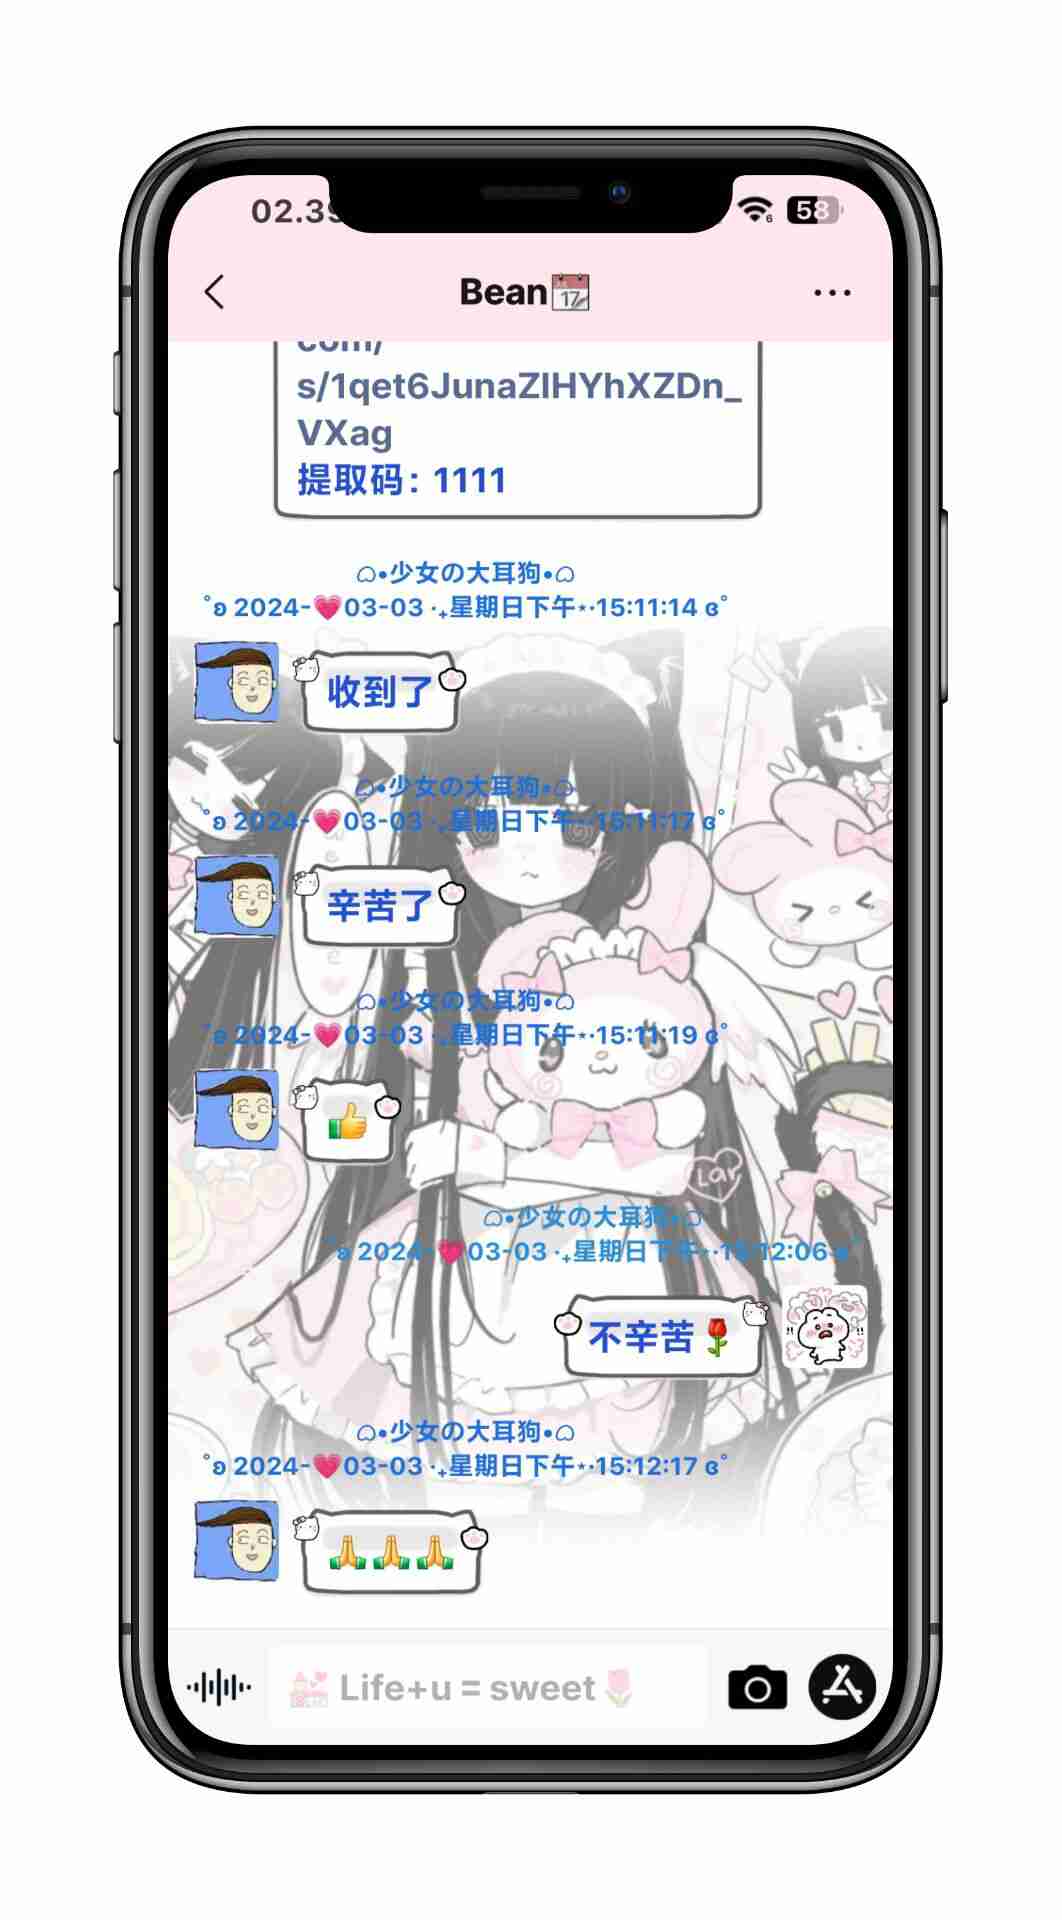 02.39
58
Bean
17
com/
s/1qet6JunaZIHYhXZDn_
VXag
提取码：1111
ᜊ•少女の大耳狗•ᜊ
˚ʚ 2024-💗03-03 ‧₊星期日下午⋆‧15:11:14 ɞ˚
收到了
ᜊ•少女の大耳狗•ᜊ
˚ʚ 2024-💗03-03 ‧₊星期日下午⋆‧15:11:17 ɞ˚
辛苦了
ᜊ•少女の大耳狗•ᜊ
˚ʚ 2024-💗03-03 ‧₊星期日下午⋆‧15:11:19 ɞ˚
👍
Lar
ᜊ•少女の大耳狗•ᜊ
˚ʚ 2024-💗03-03 ‧₊星期日下午⋆‧15:12:06 ɞ˚
不辛苦🌹
ᜊ•少女の大耳狗•ᜊ
˚ʚ 2024-💗03-03 ‧₊星期日下午⋆‧15:12:17 ɞ˚
🙏🙏🙏
Life+u = sweet🌷